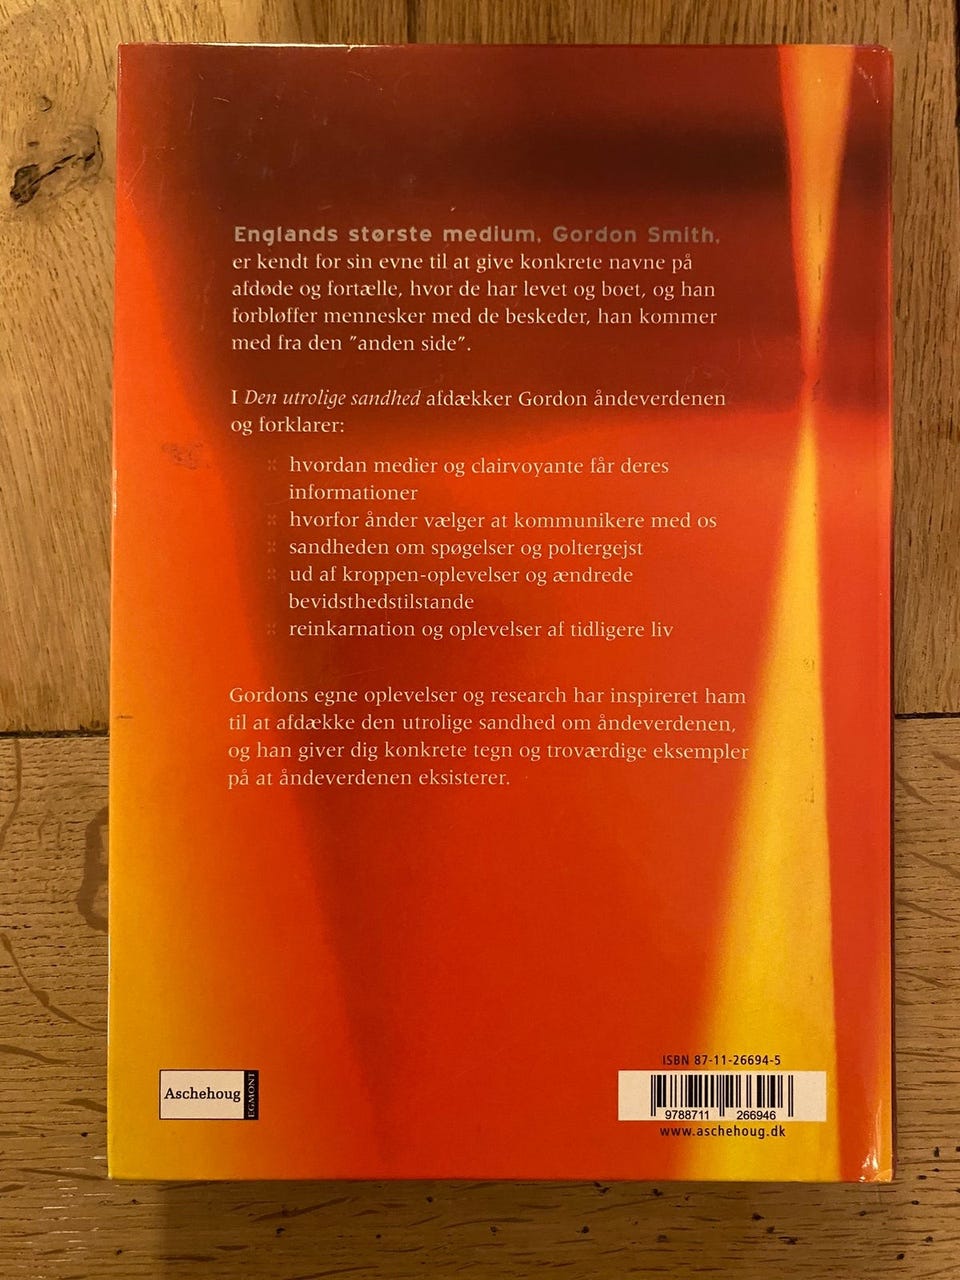 Englands største medium, Gordon Smith,
er kendt for sin evne til at give konkrete navne på
afdøde og fortælle, hvor de har levet og boet, og han
forbløffer mennesker med de beskeder, han kommer
med fra den "anden side".
I Den utrolige sandhed afdækker Gordon åndeverdenen
og forklarer:
hvordan medier og clairvoyante får deres
informationer
hvorfor ånder vælger at kommunikere med os
sandheden om spøgelser og poltergejst
ud af kroppen-oplevelser og ændrede
bevidsthedstilstande
reinkarnation og oplevelser af tidligere liv
Gordons egne oplevelser og research har inspireret ham
til at afdække den utrolige sandhed om åndeverdenen,
og han giver dig konkrete tegn og troværdige eksempler
på at åndeverdenen eksisterer.
Aschehoug
EGMONT
ISBN 87-11-26694-5
9788711 266946
www.aschehoug.dk